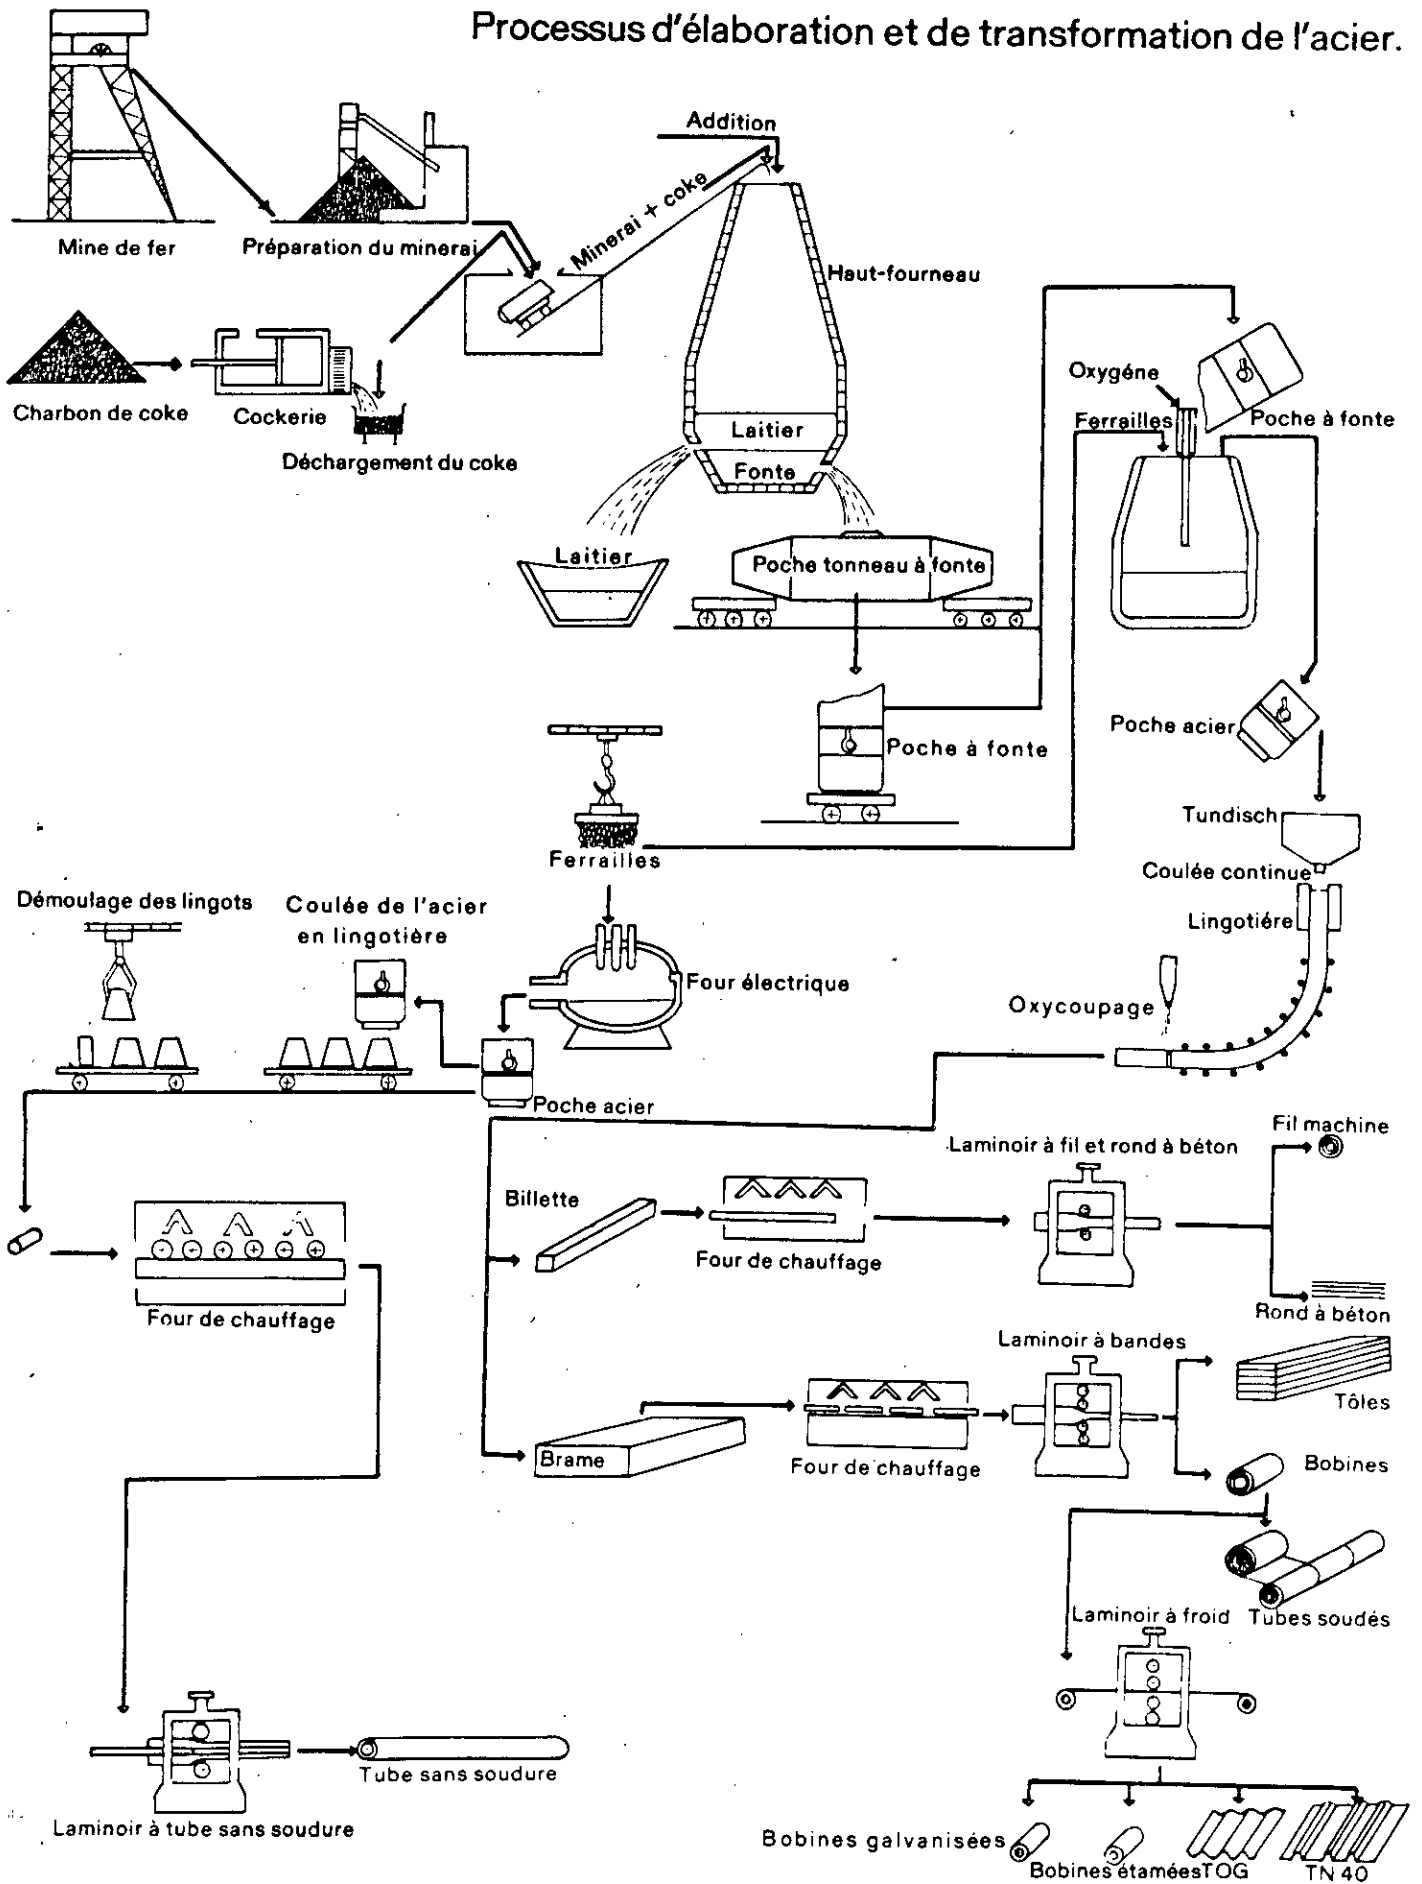 Processus d'élaboration et de transformation de l'acier.
Addition
Minerai + coke
Mine de fer
Préparation du minerai
Haut-fourneau
Charbon de coke
Cockerie
Déchargement du coke
Oxygéne
Ferrailles
Poche à fonte
Laitier
Fonte
Laitier
Poche tonneau à fonte
Poche à fonte
Poche acier
Tundisch
Coulée continue
Lingotiére
Oxycoupage
Ferrailles
Démoulage des lingots
Coulée de l'acier
en lingotière
Four électrique
Poche acier
Billette
Four de chauffage
Laminoir à fil et rond à béton
Fil machine
Rond à béton
Four de chauffage
Brame
Four de chauffage
Laminoir à bandes
Tôles
Bobines
Laminoir à froid
Tubes soudés
Tube sans soudure
Laminoir à tube sans soudure
Bobines galvanisées
Bobines étamées
TOG
TN 40